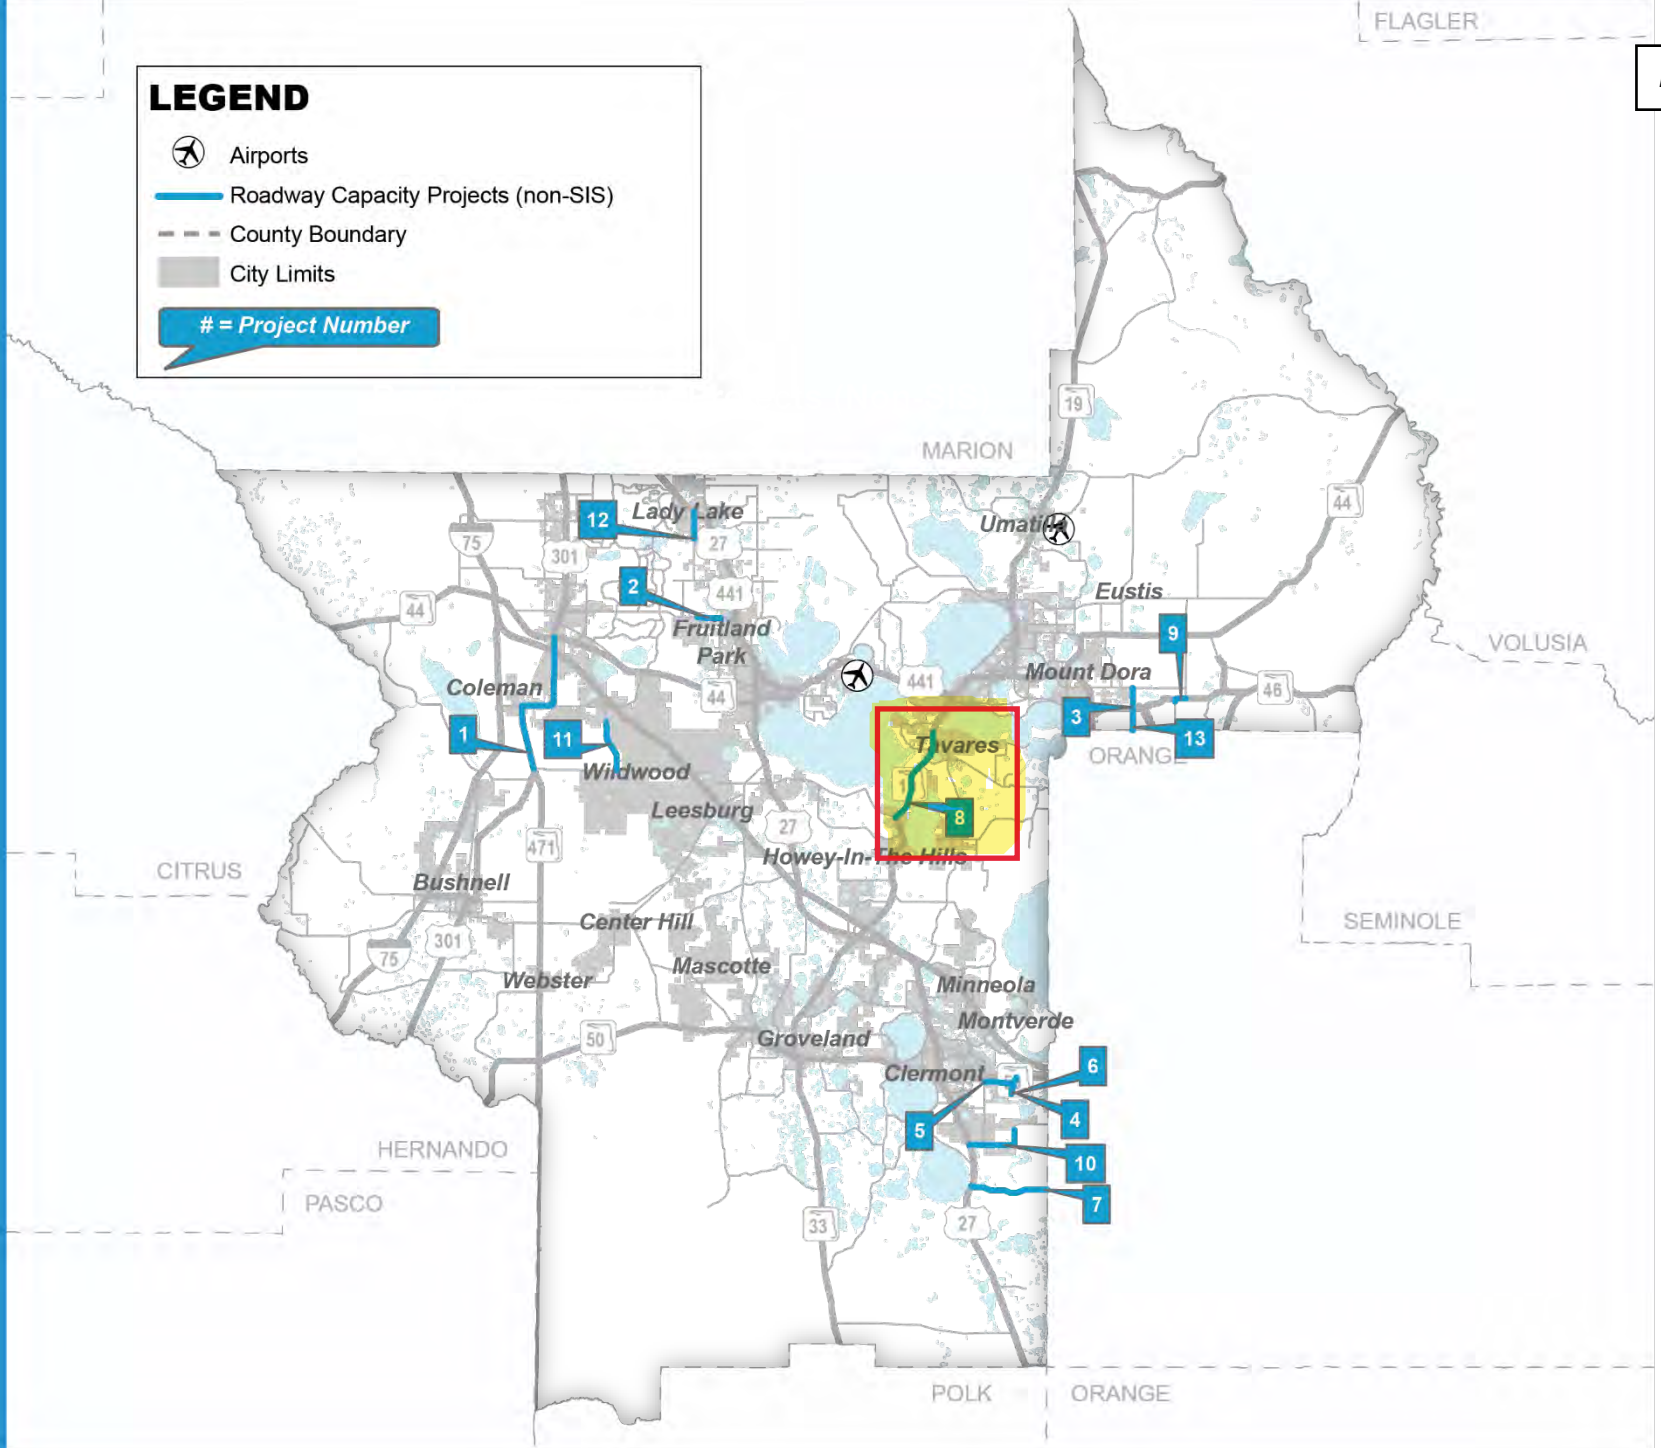 FLAGLER
LEGEND
Airports
Roadway Capacity Projects (non-SIS)
County Boundary
City Limits
# = Project Number
19
MARION
44
12
Lady Lake
27
75
301
Eustis
2
441
44
9
Fruitland
Park
VOLUSIA
Mount Dora
441
46
44
Coleman
3
1
11
13
Tavares
ORANGE
Wildwood
Leesburg
8
27
471
Howey-In-The Hills
CITRUS
Bushnell
Center Hill
SEMINOLE
301
75
Mascotte
Webster
Minneola
Montverde
50
Groveland
6
Clermont
4
5
HERNANDO
10
PASCO
7
33
27
POLK
ORANGE